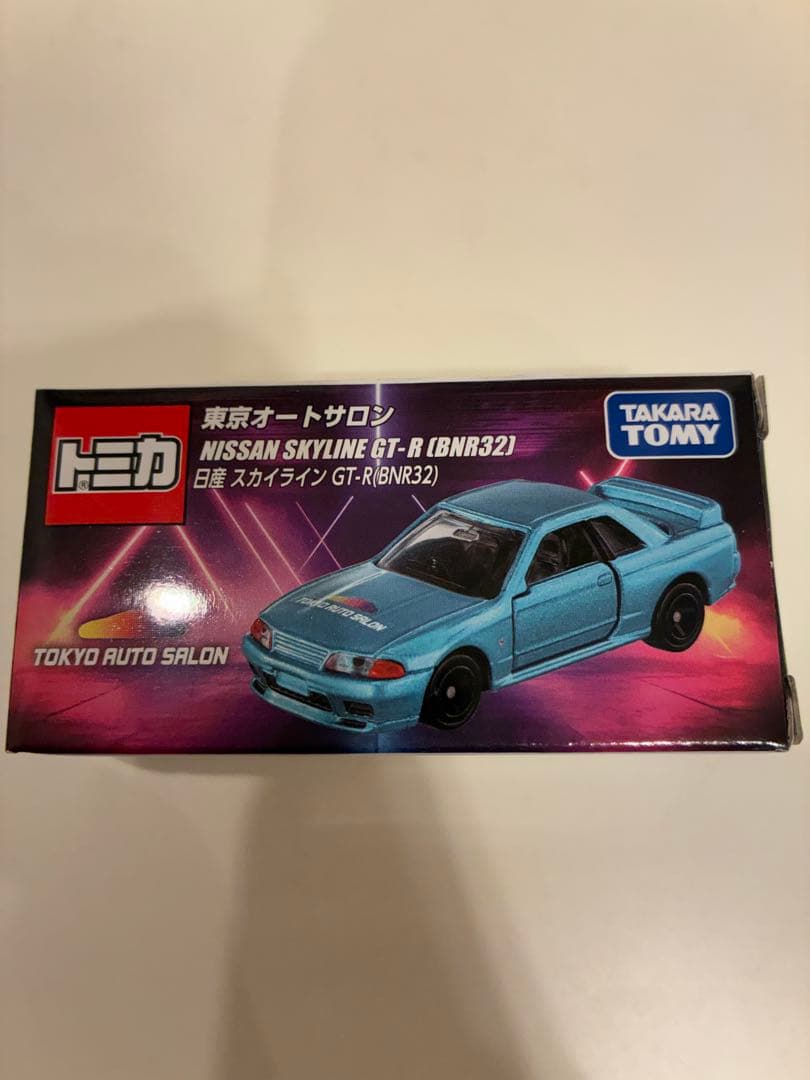 トミカ®
東京オートサロン
NISSAN SKYLINE GT-R (BNR32)
日産 スカイライン GT-R(BNR32)
TAKARA
TOMY
TOKYO AUTO SALON
TOKYO AUTO SALON